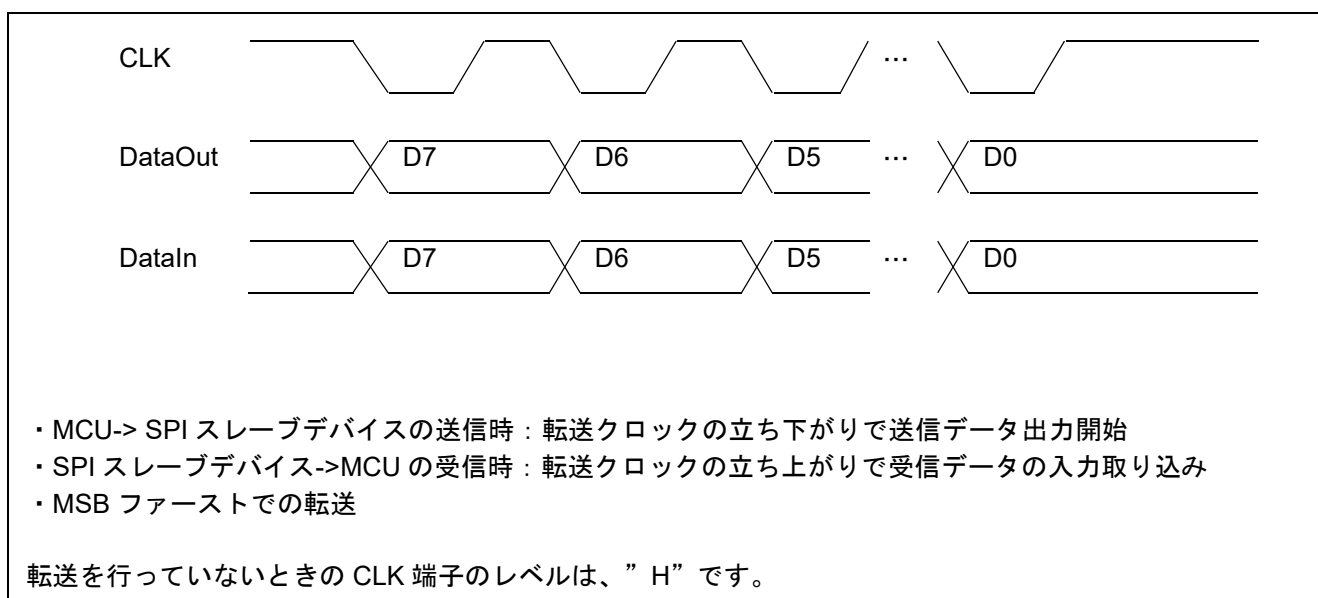 CLK …
DataOut D7 D6 D5 … D0
DataIn D7 D6 D5 … D0
・MCU-> SPI スレーブデバイスの送信時：転送クロックの立ち下がりで送信データ出力開始
・SPI スレーブデバイス->MCU の受信時：転送クロックの立ち上がりで受信データの入力取り込み
・MSB ファーストでの転送
転送を行っていないときの CLK 端子のレベルは、”H”です。